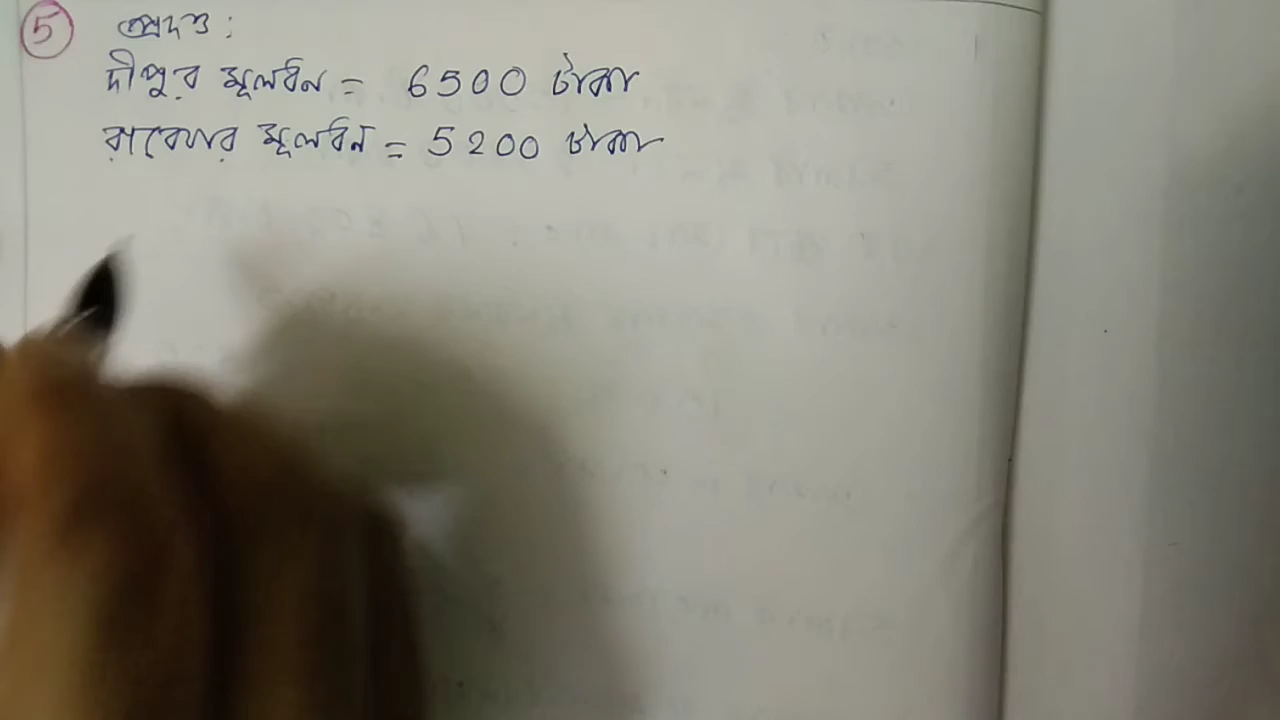 5 প্রদত্ত :
দীপুর মূলধন = 6500 টাকা
রাবেয়ার মূলধন = 5200 টাকা